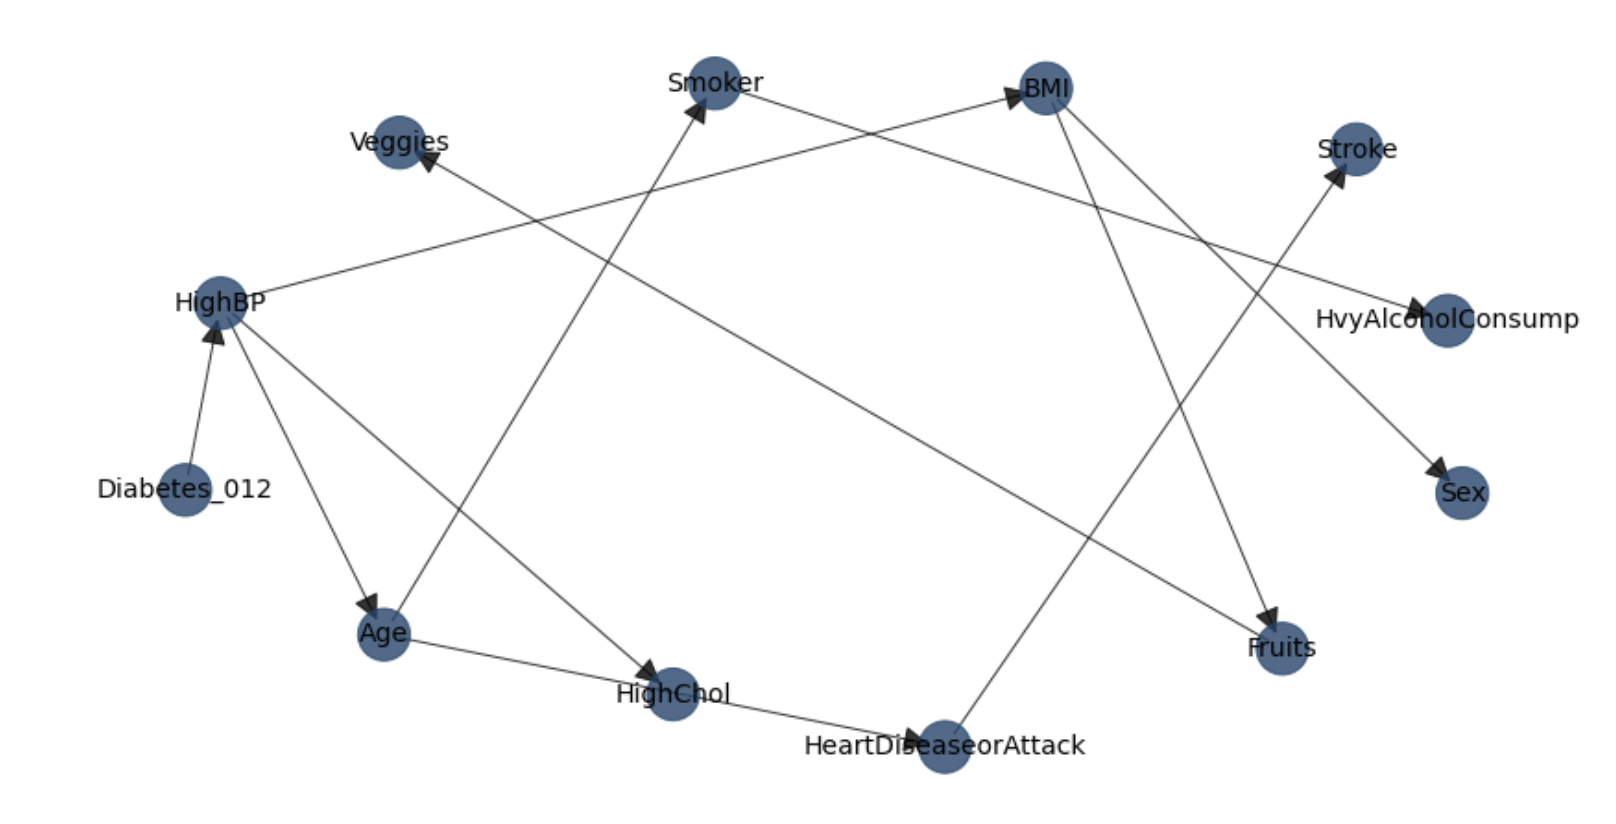 Smoker
BMI
Veggies
Stroke
HighBP
HvyAlcoholConsump
Diabetes_012
Sex
Age
Fruits
HighChol
HeartDiseaseorAttack